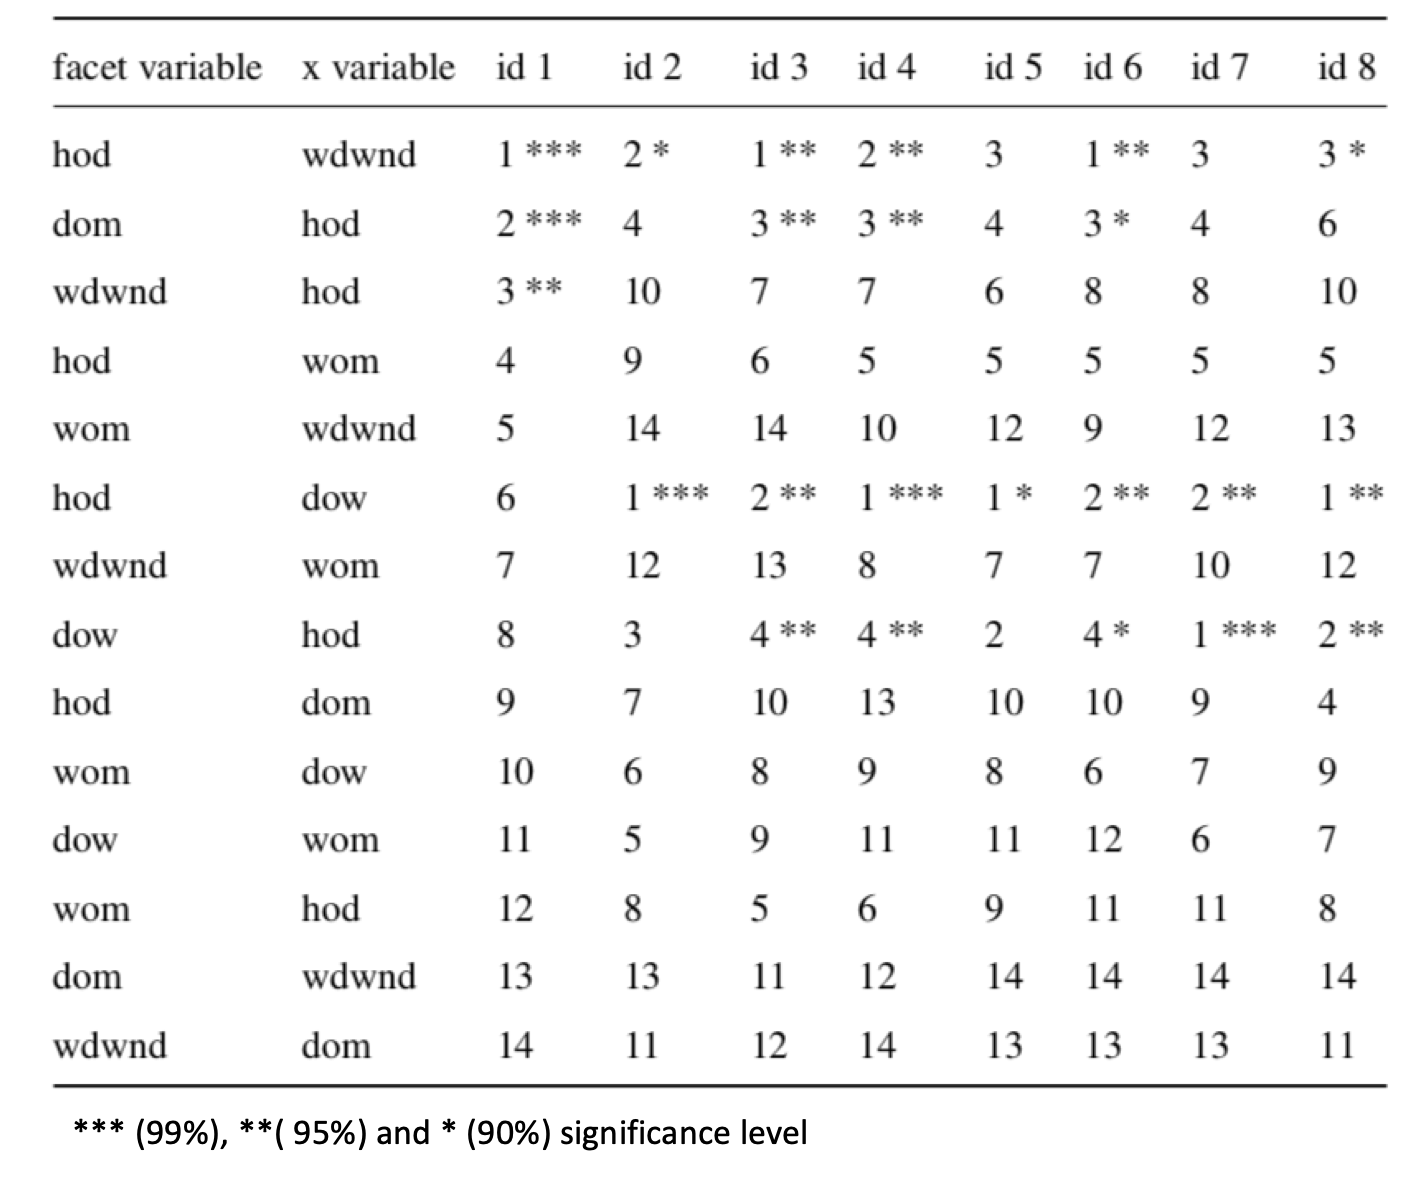 facet variable x variable id 1 id 2 id 3 id 4 id 5 id 6 id 7 id 8
hod wdwnd 1 *** 2 * 1 ** 2 ** 3 1 ** 3 3 *
dom hod 2 *** 4 3 ** 3 ** 4 3 * 4 6
wdwnd hod 3 ** 10 7 7 6 8 8 10
hod wom 4 9 6 5 5 5 5 5
wom wdwnd 5 14 14 10 12 9 12 13
hod dow 6 1 *** 2 ** 1 *** 1 * 2 ** 2 ** 1 **
wdwnd wom 7 12 13 8 7 7 10 12
dow hod 8 3 4 ** 4 ** 2 4 * 1 *** 2 **
hod dom 9 7 10 13 10 10 9 4
wom dow 10 6 8 9 8 6 7 9
dow wom 11 5 9 11 11 12 6 7
wom hod 12 8 5 6 9 11 11 8
dom wdwnd 13 13 11 12 14 14 14 14
wdwnd dom 14 11 12 14 13 13 13 11
*** (99%), **( 95%) and * (90%) significance level